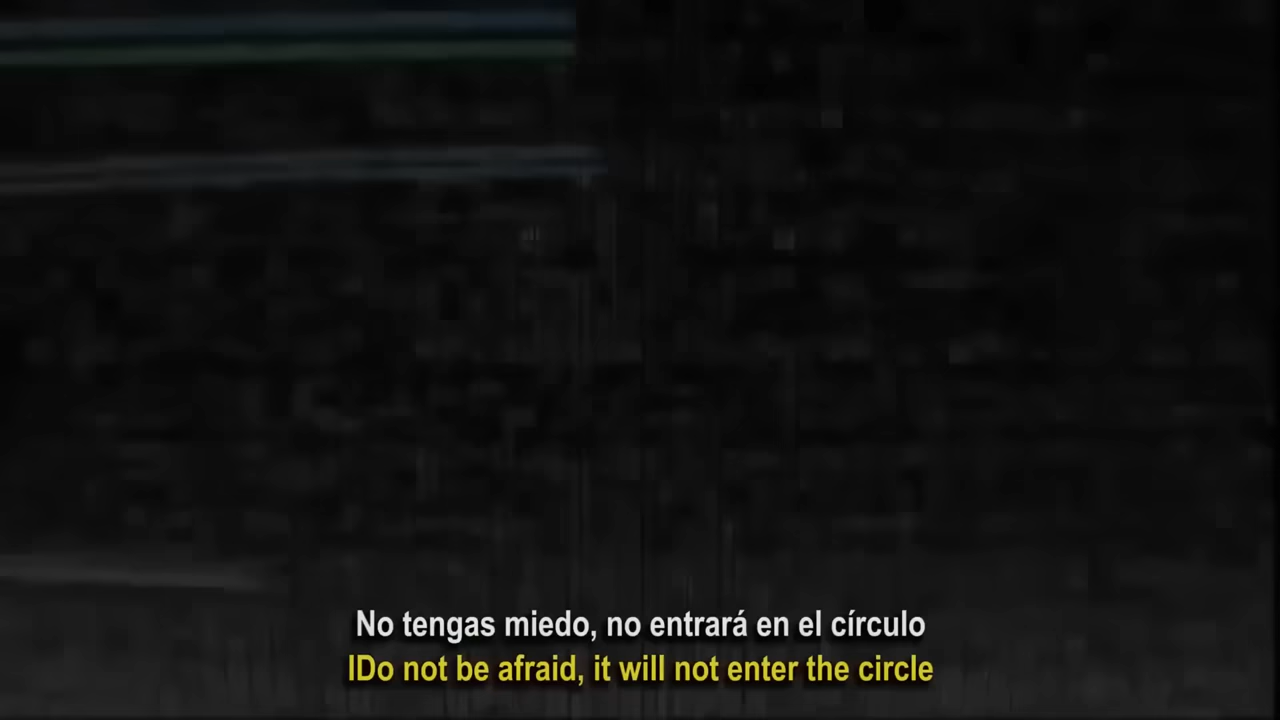 No tengas miedo, no entrará en el círculo
IDo not be afraid, it will not enter the circle